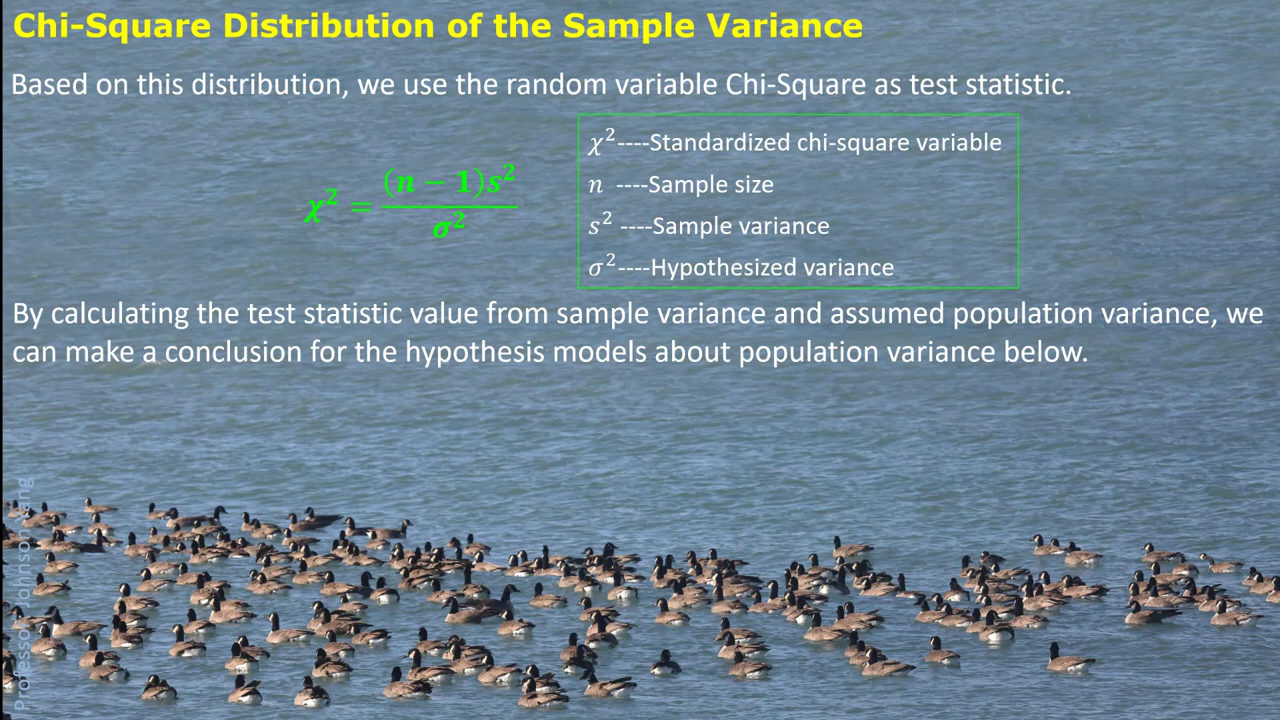 Chi-Square Distribution of the Sample Variance
Based on this distribution, we use the random variable Chi-Square as test statistic.
χ² = (n − 1)s² / σ²
χ²----Standardized chi-square variable
n ----Sample size
s² ----Sample variance
σ²----Hypothesized variance
By calculating the test statistic value from sample variance and assumed population variance, we
can make a conclusion for the hypothesis models about population variance below.
Professor Johnson